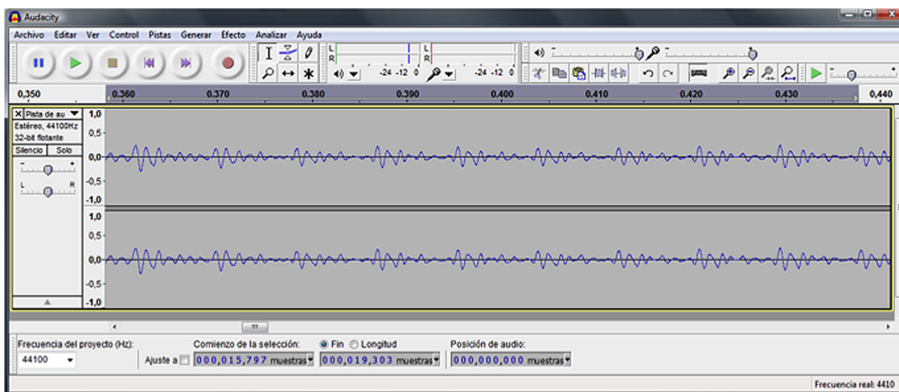 Audacity
Archivo Editar Ver Control Pistas Generar Efecto Analizar Ayuda
L
R
-24 -12 0
L
R
-24 -12 0
0,350 0,360 0,370 0,380 0,390 0,400 0,410 0,420 0,430 0,440
Pista de au
Estéreo, 44100Hz
32-bit flotante
Silencio Solo
- +
L R
1,0
0,5
0,0
-0,5
-1,0
1,0
0,5
0,0
-0,5
-1,0
Frecuencia del proyecto (Hz): Comienzo de la selección: Fin Longitud Posición de audio:
44100 Ajuste a 000,015,797 muestras 000,019,303 muestras 000,000,000 muestras
Frecuencia real: 4410